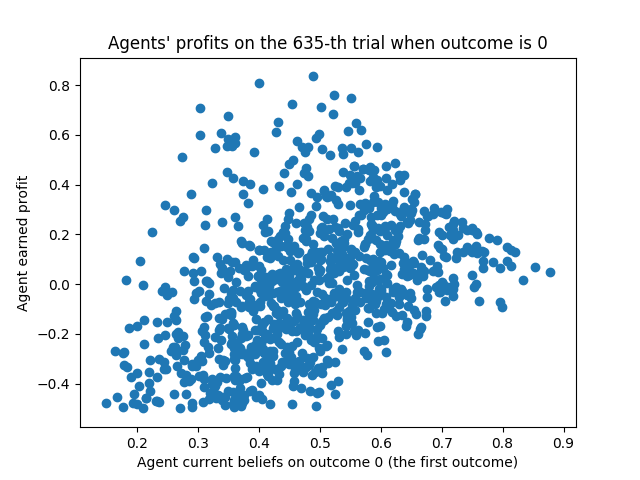 Agents' profits on the 635-th trial when outcome is 0
Agent earned profit
0.8
0.6
0.4
0.2
0.0
−0.2
−0.4
0.2 0.3 0.4 0.5 0.6 0.7 0.8 0.9
Agent current beliefs on outcome 0 (the first outcome)